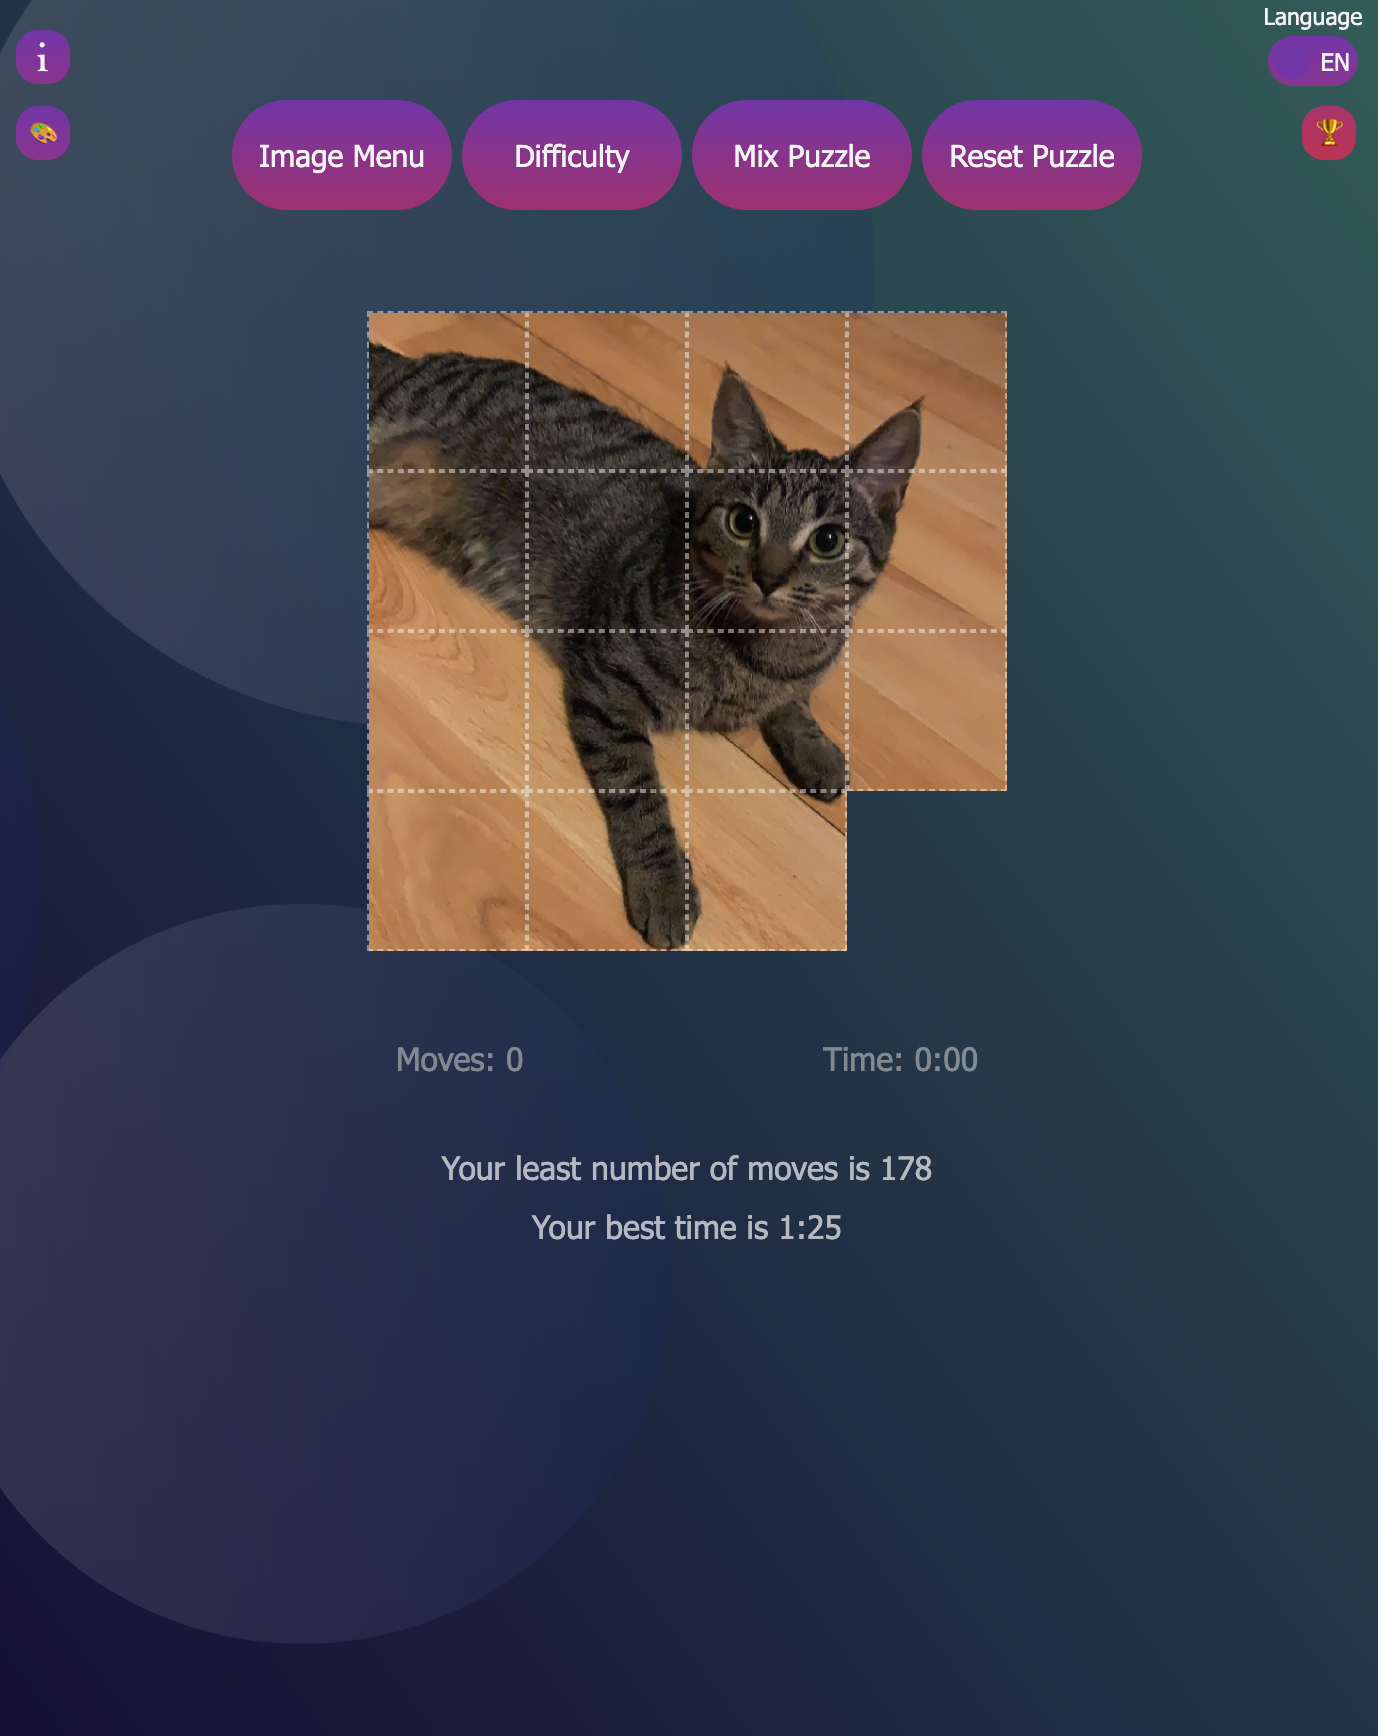 Language
i
EN
Image Menu
Difficulty
Mix Puzzle
Reset Puzzle
Moves: 0
Time: 0:00
Your least number of moves is 178
Your best time is 1:25